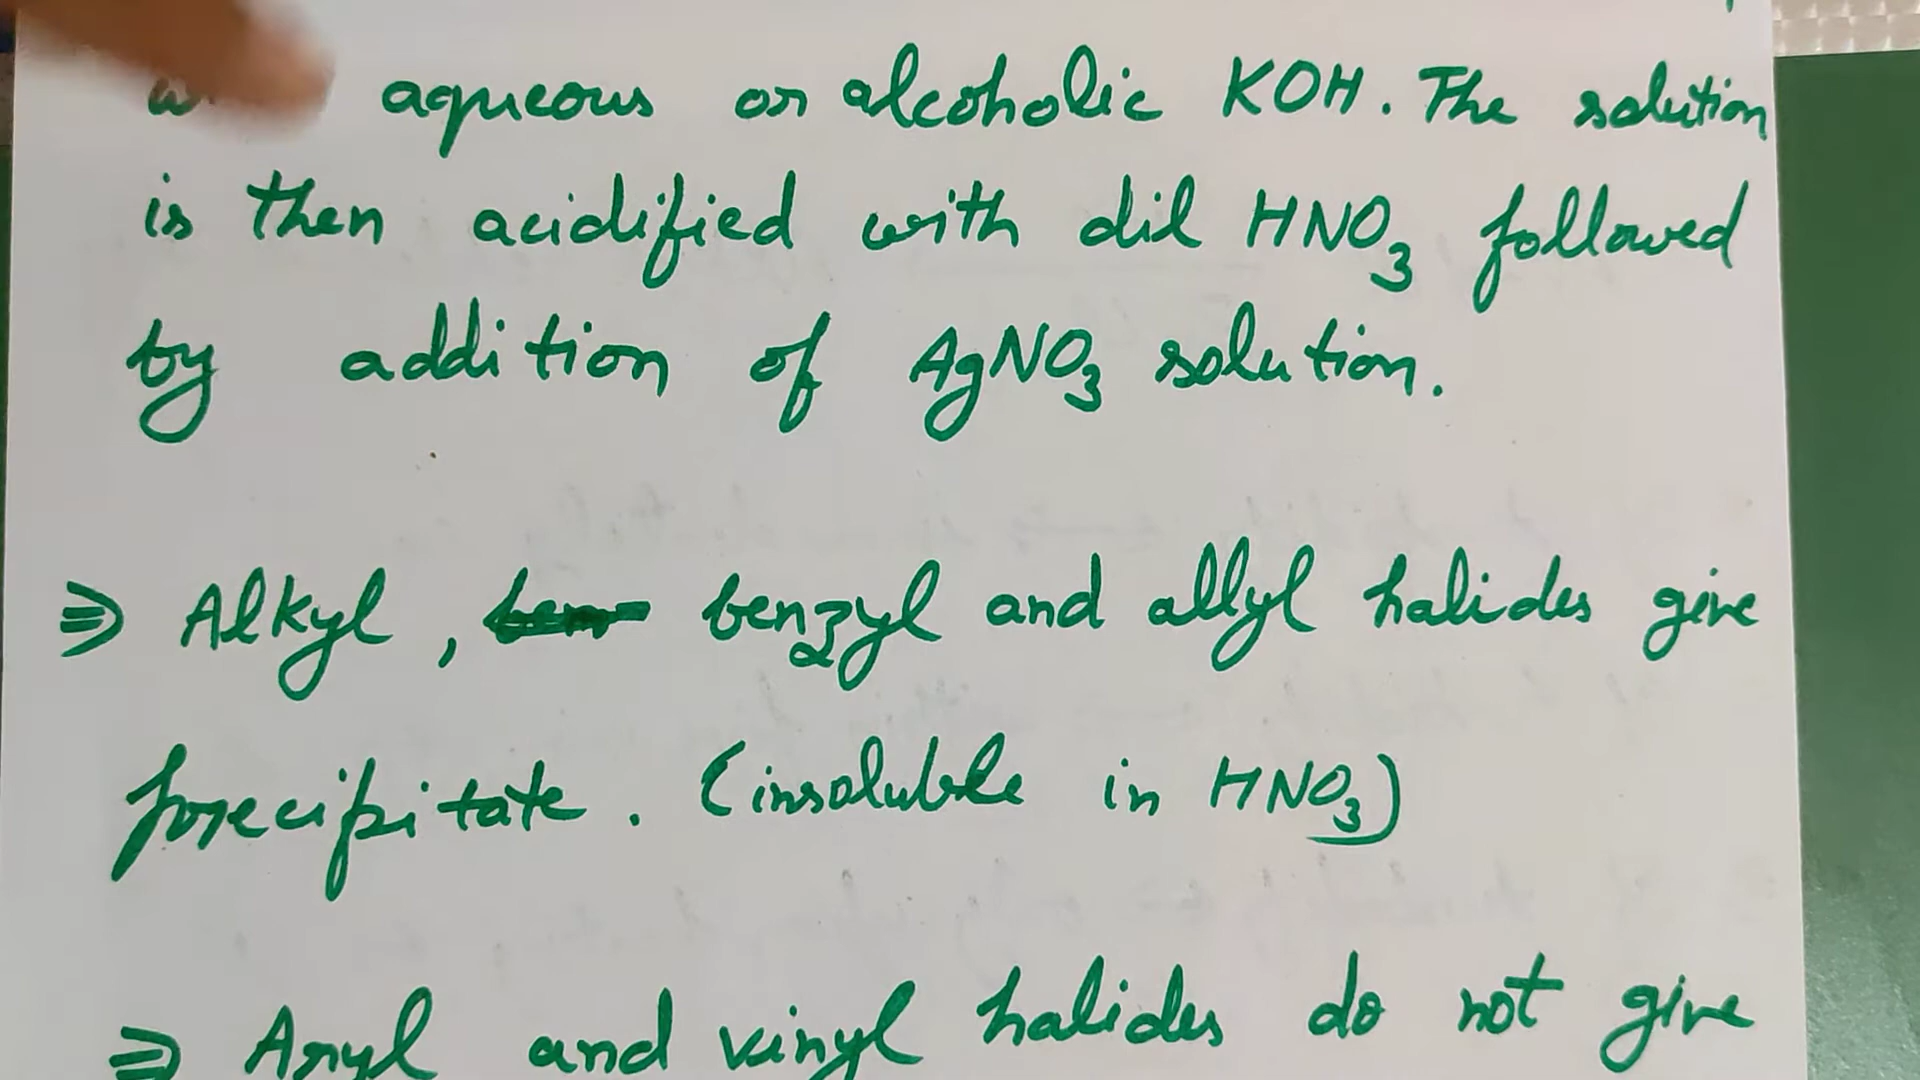 aqueous or alcoholic KOH. The solution
is then acidified with dil HNO₃ followed
by addition of AgNO₃ solution.
⇒ Alkyl, benzyl and allyl halides give
precipitate. (insoluble in HNO₃)
⇒ Aryl and vinyl halides do not give